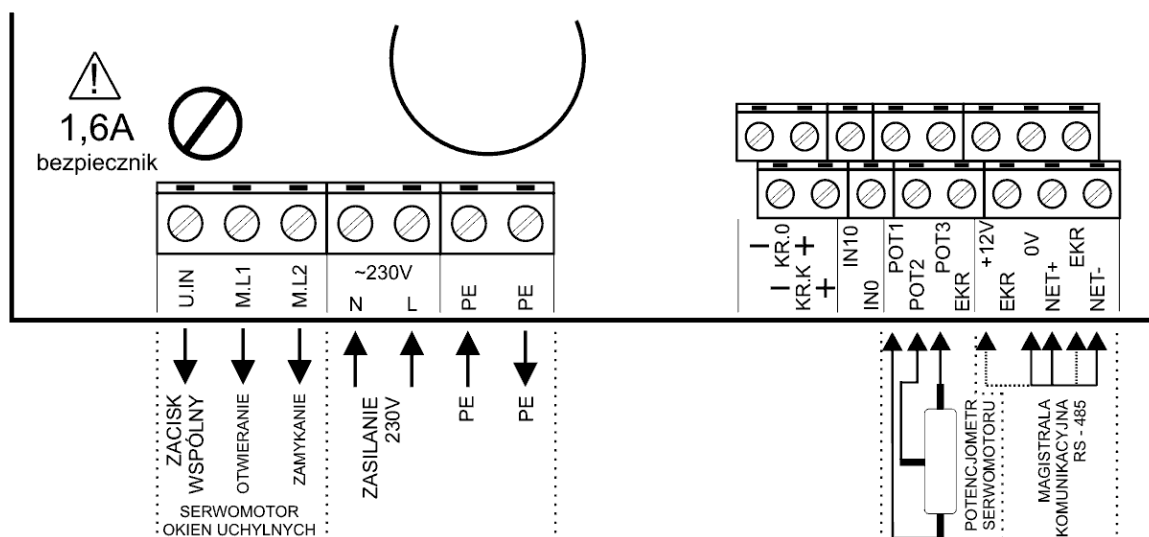 1,6A
bezpiecznik
U.IN
M.L1
M.L2
~230V
N
L
PE
PE
– KR.0 +
– KR.K +
IN10
IN0
POT1
POT2
POT3
EKR
+12V
EKR
0V
NET+
EKR
NET-
ZACISK
WSPÓLNY
OTWIERANIE
ZAMYKANIE
SERWOMOTOR
OKIEN UCHYLNYCH
ZASILANIE
230V
PE
PE
POTENCJOMETR
SERWOMOTORU
MAGISTRALA
KOMUNIKACYJNA
RS - 485